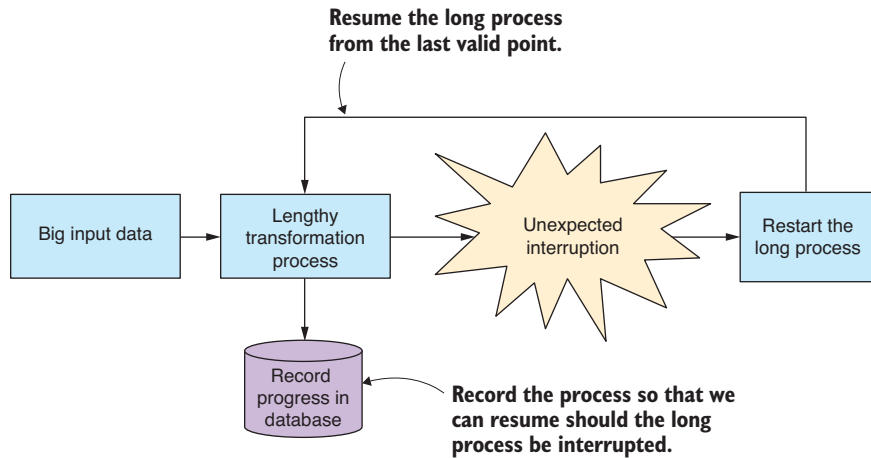 Resume the long process
from the last valid point.
Big input data
Lengthy
transformation
process
Unexpected
interruption
Restart the
long process
Record
progress in
database
Record the process so that we
can resume should the long
process be interrupted.